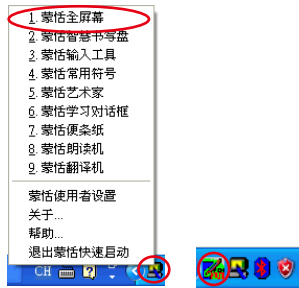 1. 蒙恬全屏幕
2. 蒙恬智慧书写盘
3. 蒙恬输入工具
4. 蒙恬常用符号
5. 蒙恬艺术家
6. 蒙恬学习对话框
7. 蒙恬便条纸
8. 蒙恬朗读机
9. 蒙恬翻译机
蒙恬使用者设置
关于...
帮助...
退出蒙恬快速启动
CH